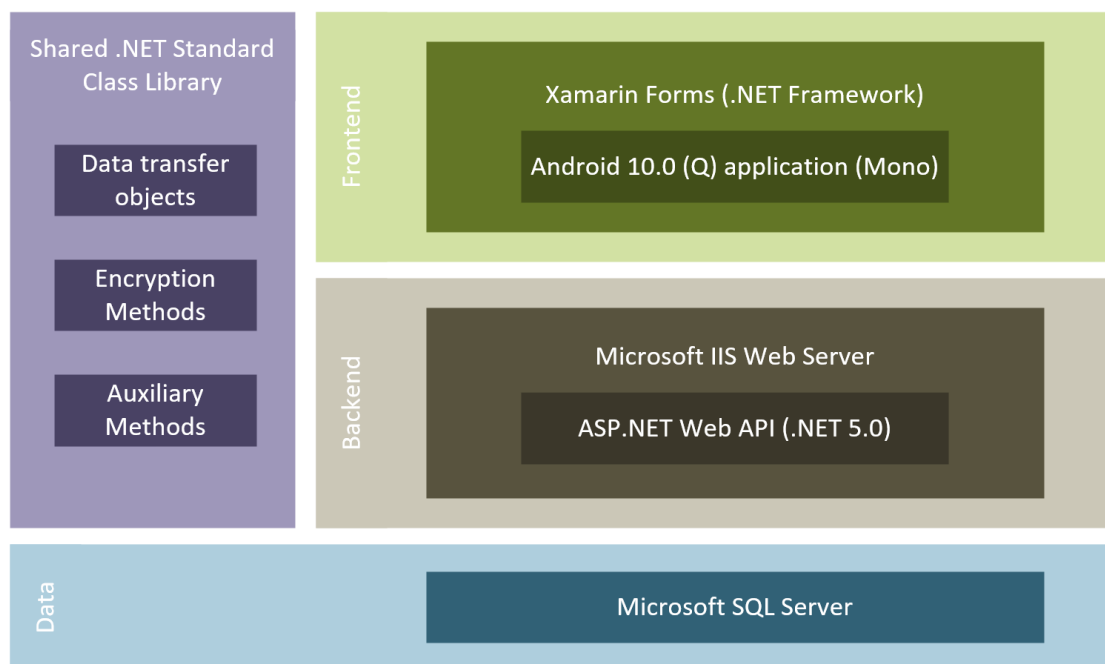 Shared .NET Standard
Class Library
Data transfer
objects
Encryption
Methods
Auxiliary
Methods
Frontend
Xamarin Forms (.NET Framework)
Android 10.0 (Q) application (Mono)
Backend
Microsoft IIS Web Server
ASP.NET Web API (.NET 5.0)
Data
Microsoft SQL Server